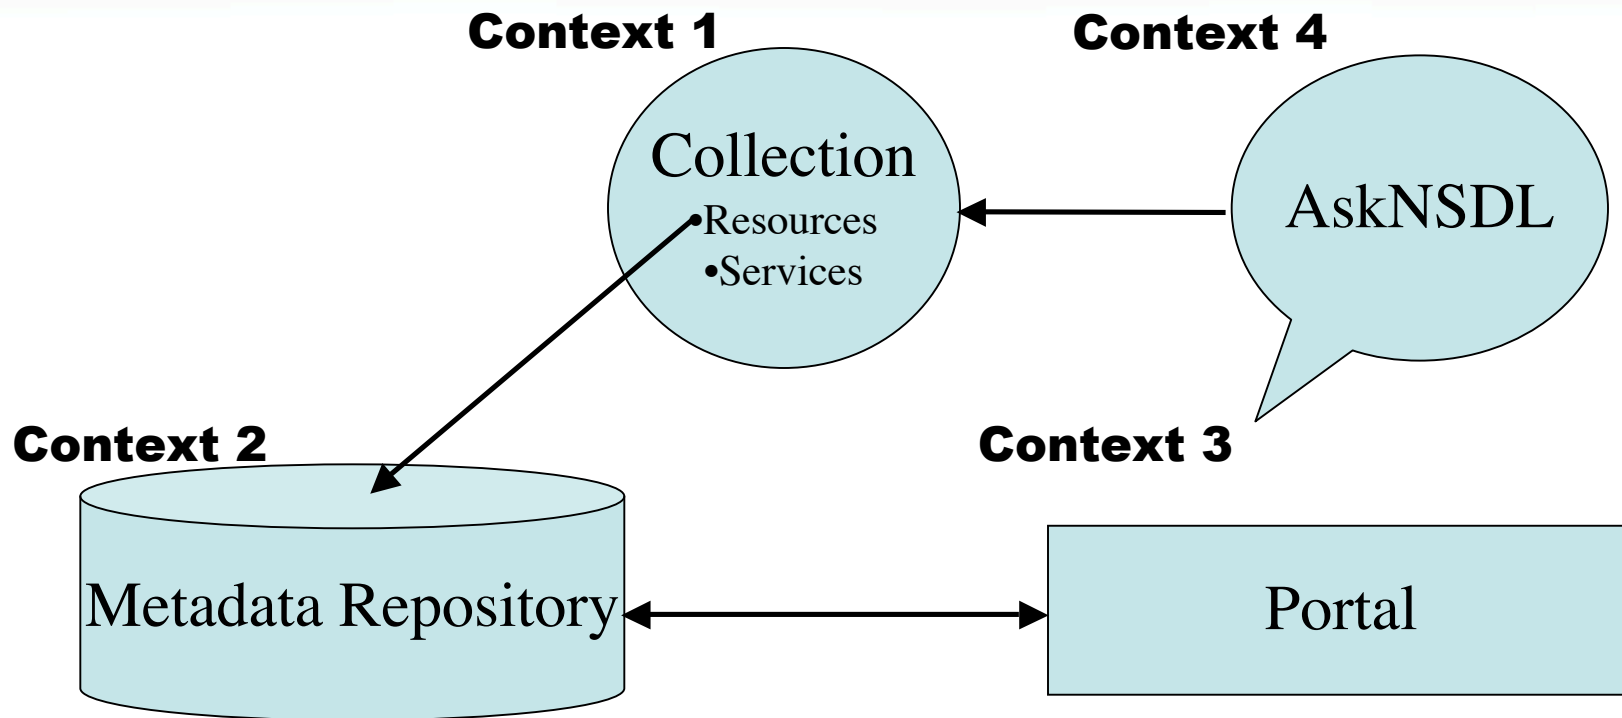 Context 1
Context 4
Collection
•Resources
•Services
AskNSDL
Context 2
Context 3
Metadata Repository
Portal